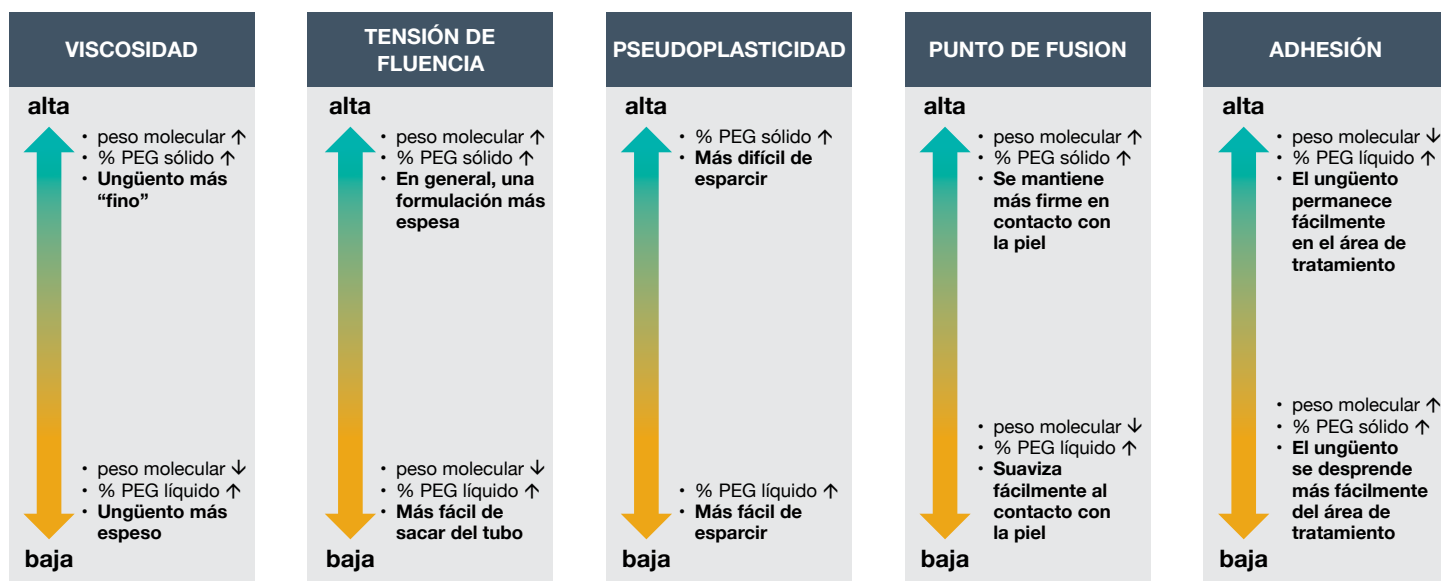 VISCOSIDAD
alta
• peso molecular ↑
• % PEG sólido ↑
• Ungüento más
“fino”
• peso molecular ↓
• % PEG líquido ↑
• Ungüento más
espeso
baja
TENSIÓN DE
FLUENCIA
alta
• peso molecular ↑
• % PEG sólido ↑
• En general, una
formulación más
espesa
• peso molecular ↓
• % PEG líquido ↑
• Más fácil de
sacar del tubo
baja
PSEUDOPLASTICIDAD
alta
• % PEG sólido ↑
• Más difícil de
esparcir
• % PEG líquido ↑
• Más fácil de
esparcir
baja
PUNTO DE FUSION
alta
• peso molecular ↑
• % PEG sólido ↑
• Se mantiene
más firme en
contacto con
la piel
• peso molecular ↓
• % PEG líquido ↑
• Suaviza
fácilmente al
contacto con
la piel
baja
ADHESIÓN
alta
• peso molecular ↓
• % PEG líquido ↑
• El ungüento
permanece
fácilmente
en el área de
tratamiento
• peso molecular ↑
• % PEG sólido ↑
• El ungüento
se desprende
más fácilmente
del área de
tratamiento
baja